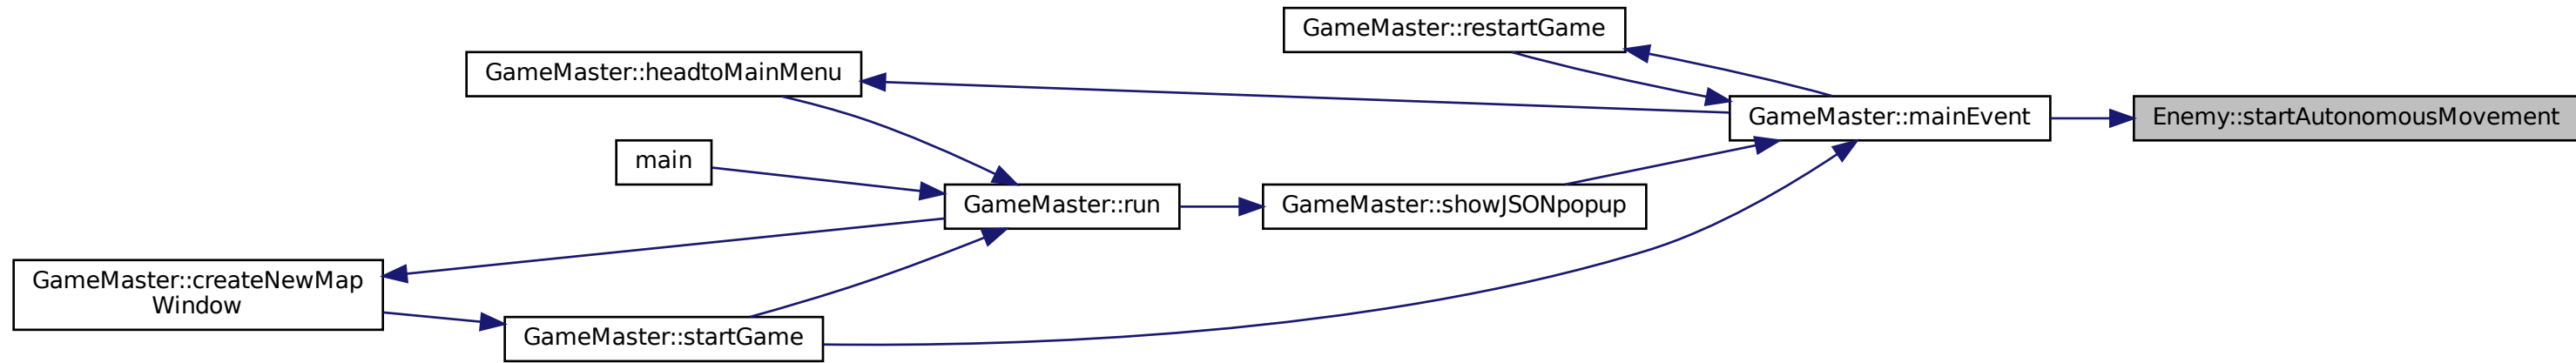 GameMaster::restartGame
GameMaster::headtoMainMenu
GameMaster::mainEvent
Enemy::startAutonomousMovement
main
GameMaster::run
GameMaster::showJSONpopup
GameMaster::createNewMap
Window
GameMaster::startGame